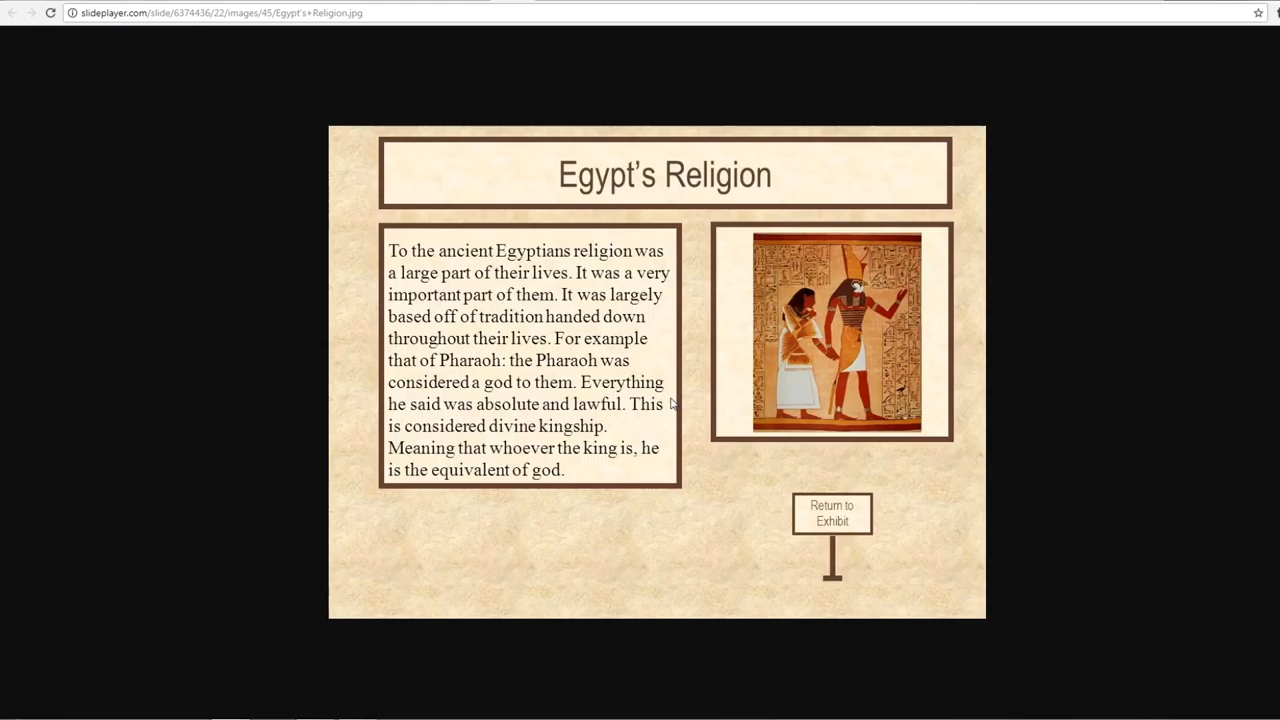 slideplayer.com/slide/6374436/22/images/45/Egypt's+Religion.jpg
Egypt’s Religion
To the ancient Egyptians religion was
a large part of their lives. It was a very
important part of them. It was largely
based off of tradition handed down
throughout their lives. For example
that of Pharaoh: the Pharaoh was
considered a god to them. Everything
he said was absolute and lawful. This
is considered divine kingship.
Meaning that whoever the king is, he
is the equivalent of god.
Return to
Exhibit